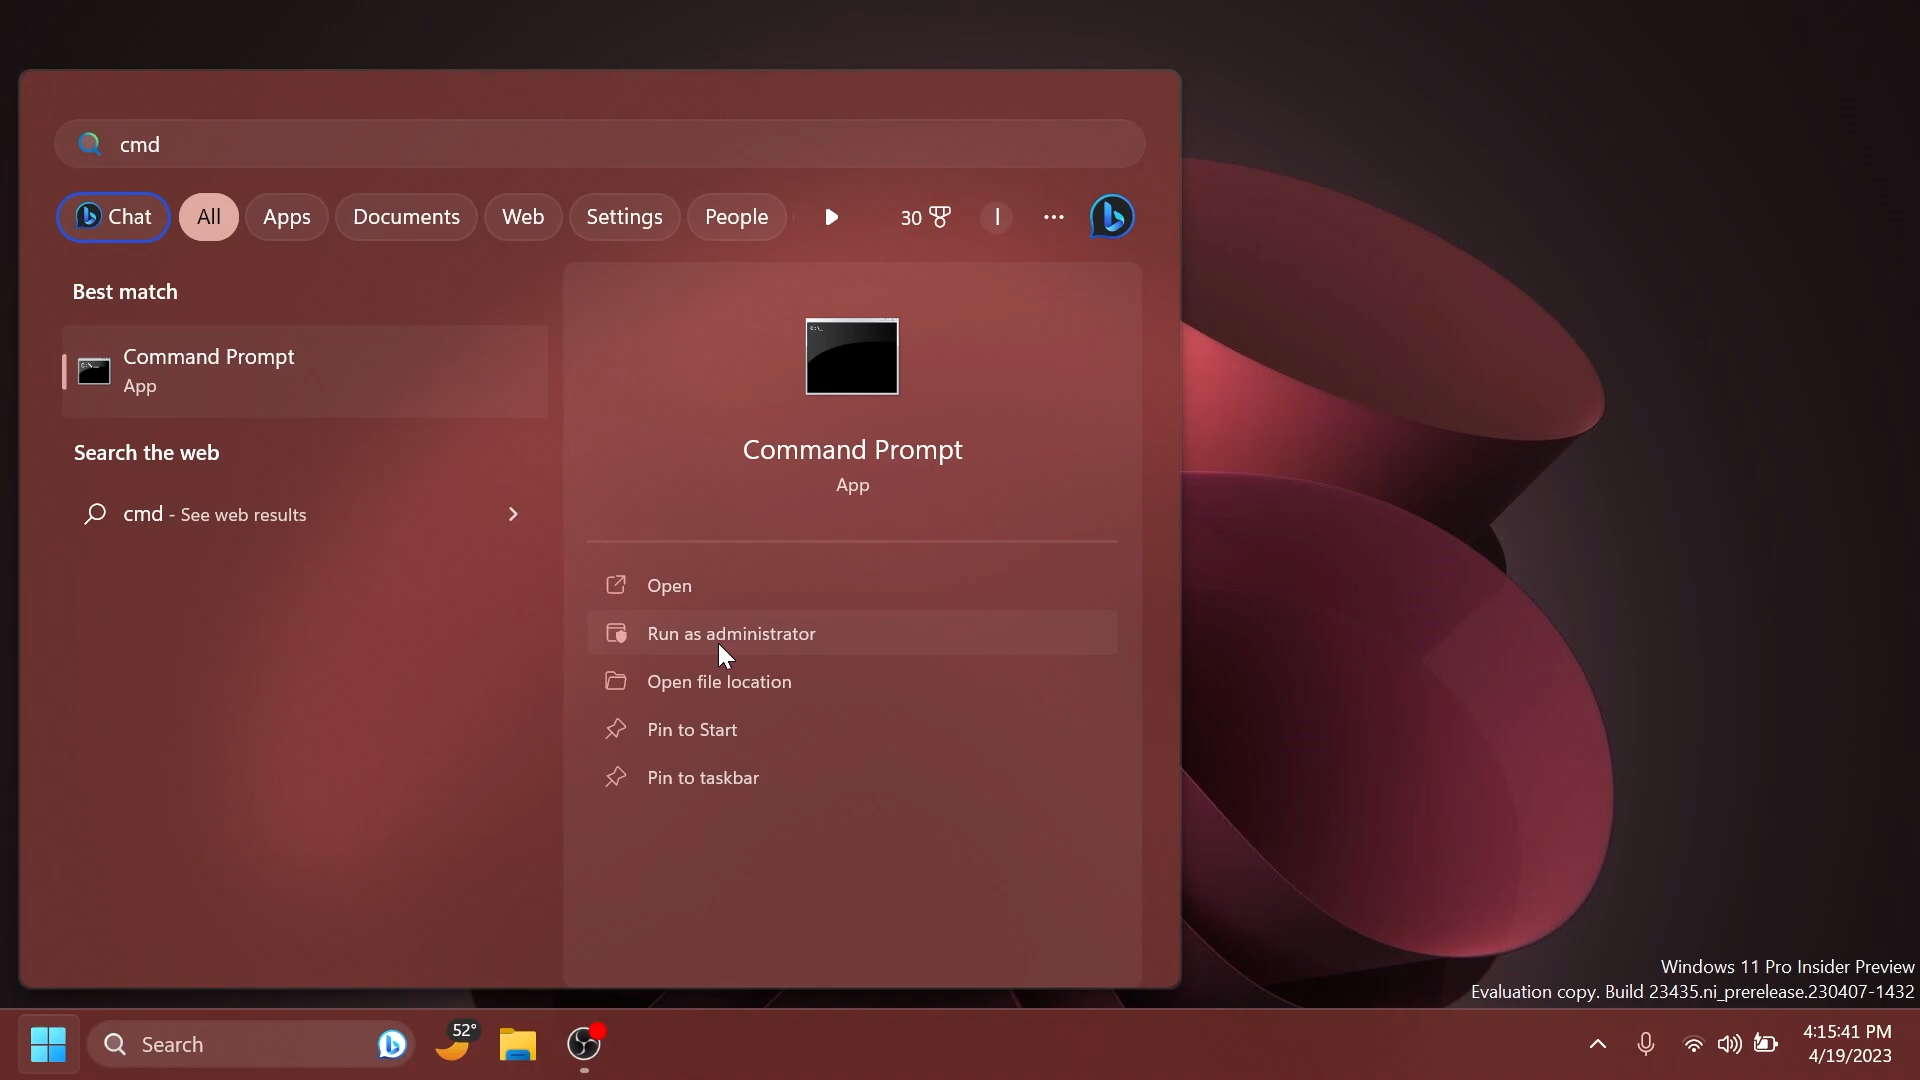 cmd
Chat
All
Apps
Documents
Web
Settings
People
30
Best match
Command Prompt
App
Search the web
cmd - See web results
Command Prompt
App
Open
Run as administrator
Open file location
Pin to Start
Pin to taskbar
Windows 11 Pro Insider Preview
Evaluation copy. Build 23435.ni_prerelease.230407-1432
Search
52°
4:15:41 PM
4/19/2023